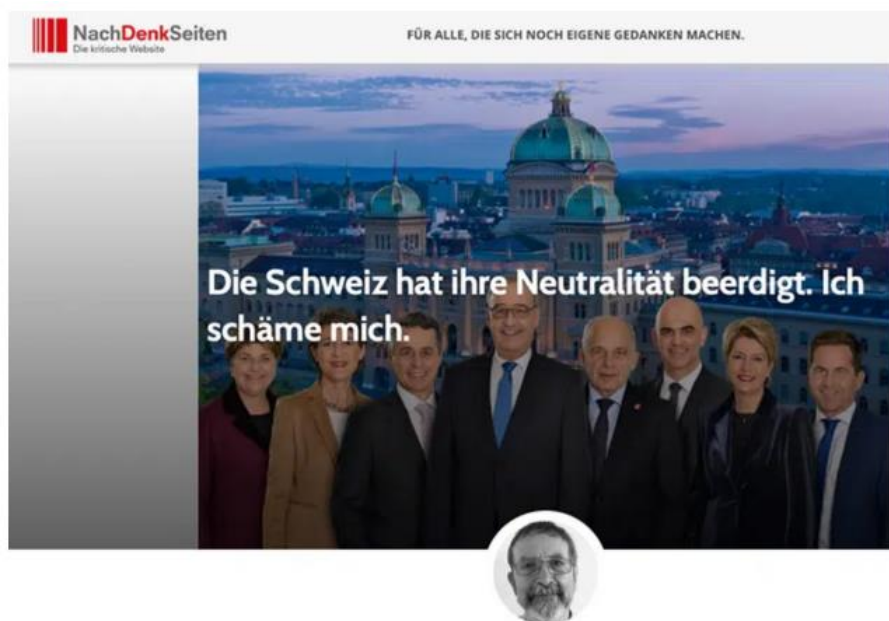 NachDenkSeiten
Die kritische Website
FÜR ALLE, DIE SICH NOCH EIGENE GEDANKEN MACHEN.
Die Schweiz hat ihre Neutralität beerdigt. Ich
schäme mich.